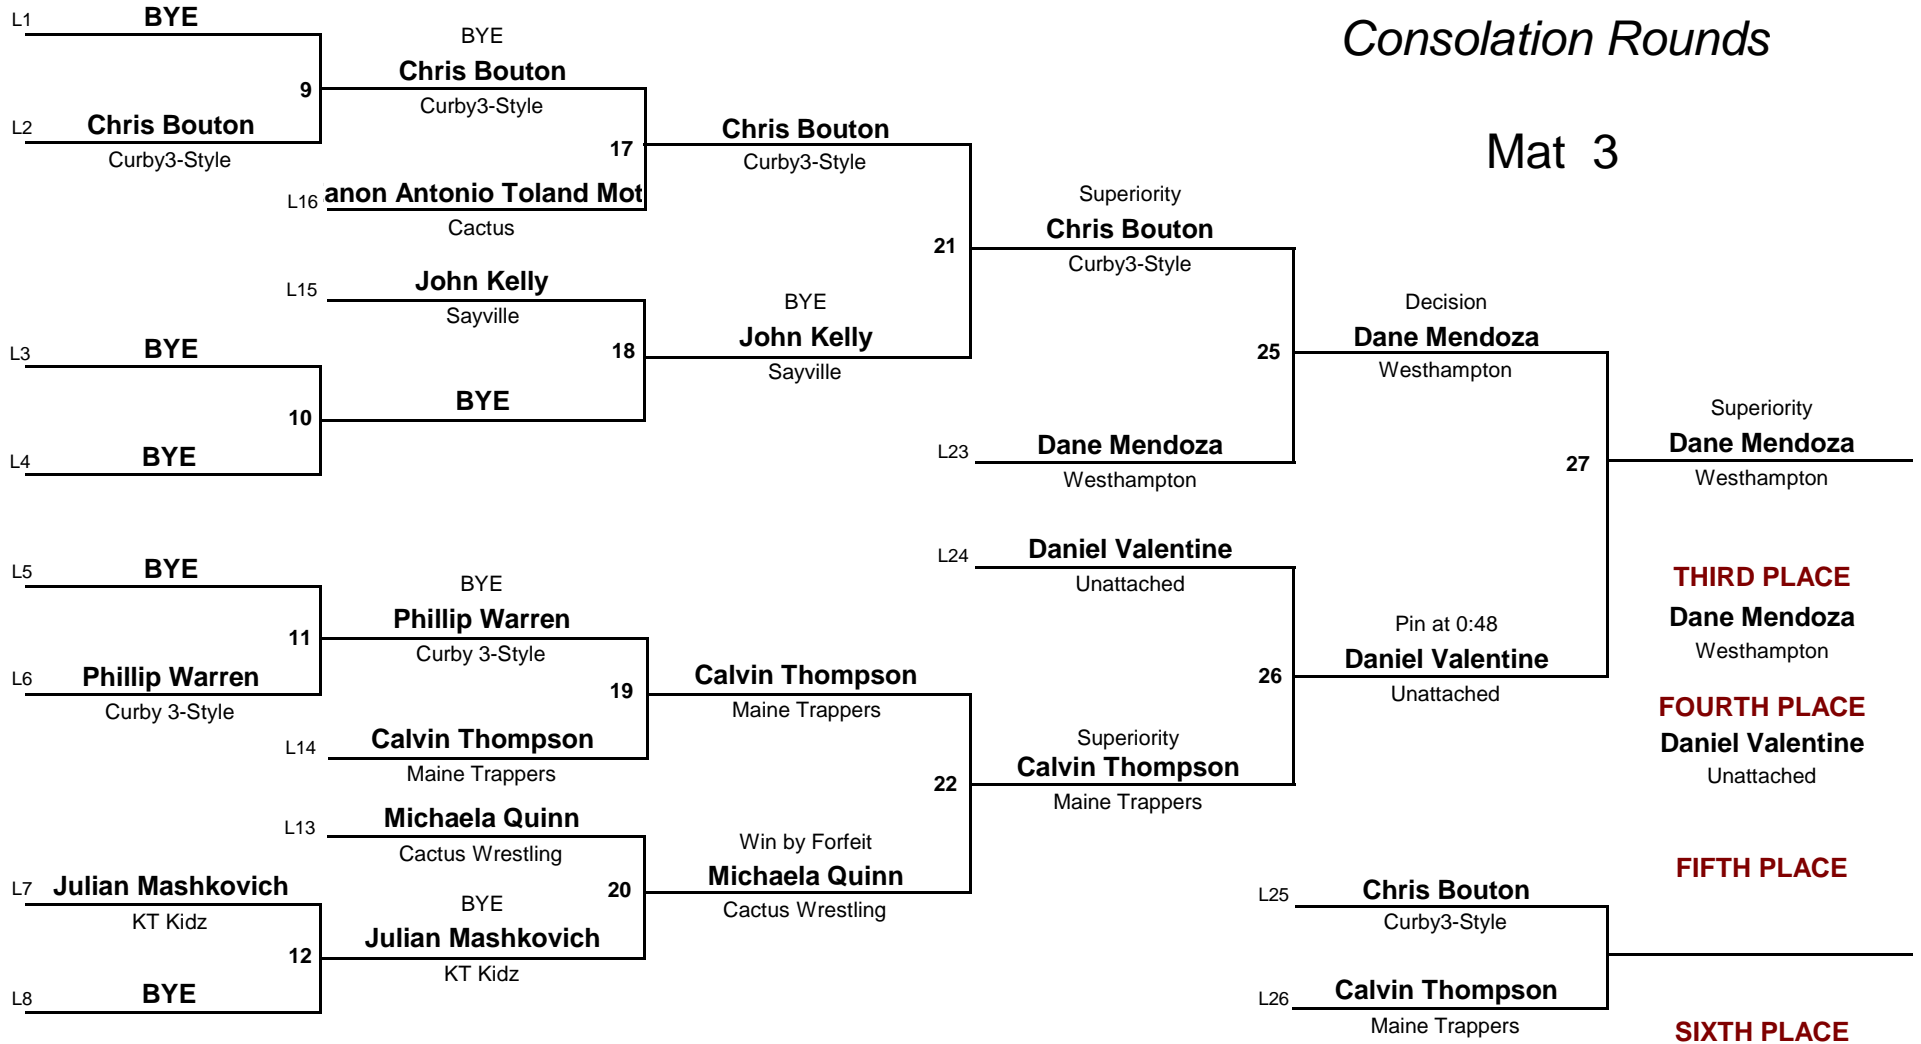 Consolation Rounds
Mat 3
L1 BYE
9
L2 Chris Bouton
Curby3-Style
BYE
Chris Bouton
Curby3-Style
17
L16 anon Antonio Toland Mot
Cactus
L15 John Kelly
Sayville
L3 BYE
10
L4 BYE
18
BYE
Chris Bouton
Curby3-Style
21
BYE
John Kelly
Sayville
Superiority
Chris Bouton
Curby3-Style
25
L23 Dane Mendoza
Westhampton
Decision
Dane Mendoza
Westhampton
27
Superiority
Dane Mendoza
Westhampton
L5 BYE
11
L6 Phillip Warren
Curby 3-Style
BYE
Phillip Warren
Curby 3-Style
19
L14 Calvin Thompson
Maine Trappers
L13 Michaela Quinn
Cactus Wrestling
20
L7 Julian Mashkovich
KT Kidz
12
L8 BYE
BYE
Julian Mashkovich
KT Kidz
Calvin Thompson
Maine Trappers
22
Win by Forfeit
Michaela Quinn
Cactus Wrestling
L24 Daniel Valentine
Unattached
26
Superiority
Calvin Thompson
Maine Trappers
Pin at 0:48
Daniel Valentine
Unattached
THIRD PLACE
Dane Mendoza
Westhampton
FOURTH PLACE
Daniel Valentine
Unattached
L25 Chris Bouton
Curby3-Style
L26 Calvin Thompson
Maine Trappers
FIFTH PLACE
SIXTH PLACE